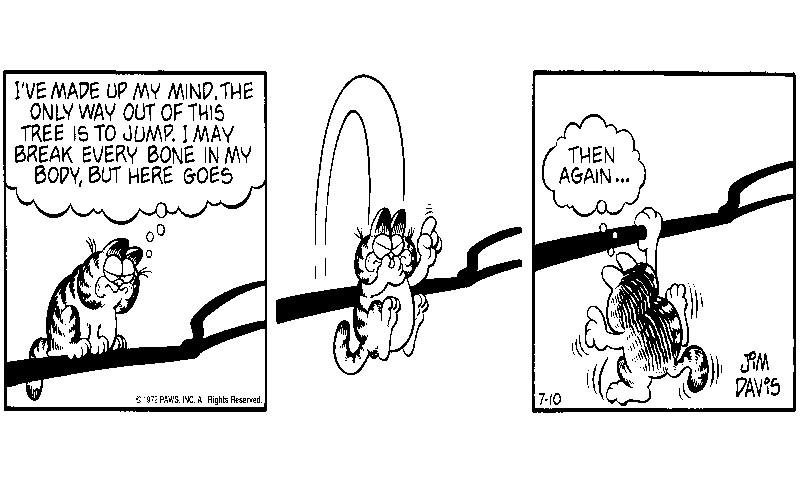 I'VE MADE UP MY MIND. THE
ONLY WAY OUT OF THIS
TREE IS TO JUMP. I MAY
BREAK EVERY BONE IN MY
BODY, BUT HERE GOES
© 1979 PAWS, INC. A Rights Reserved.
THEN
AGAIN...
7-10
JIM
DAVIS